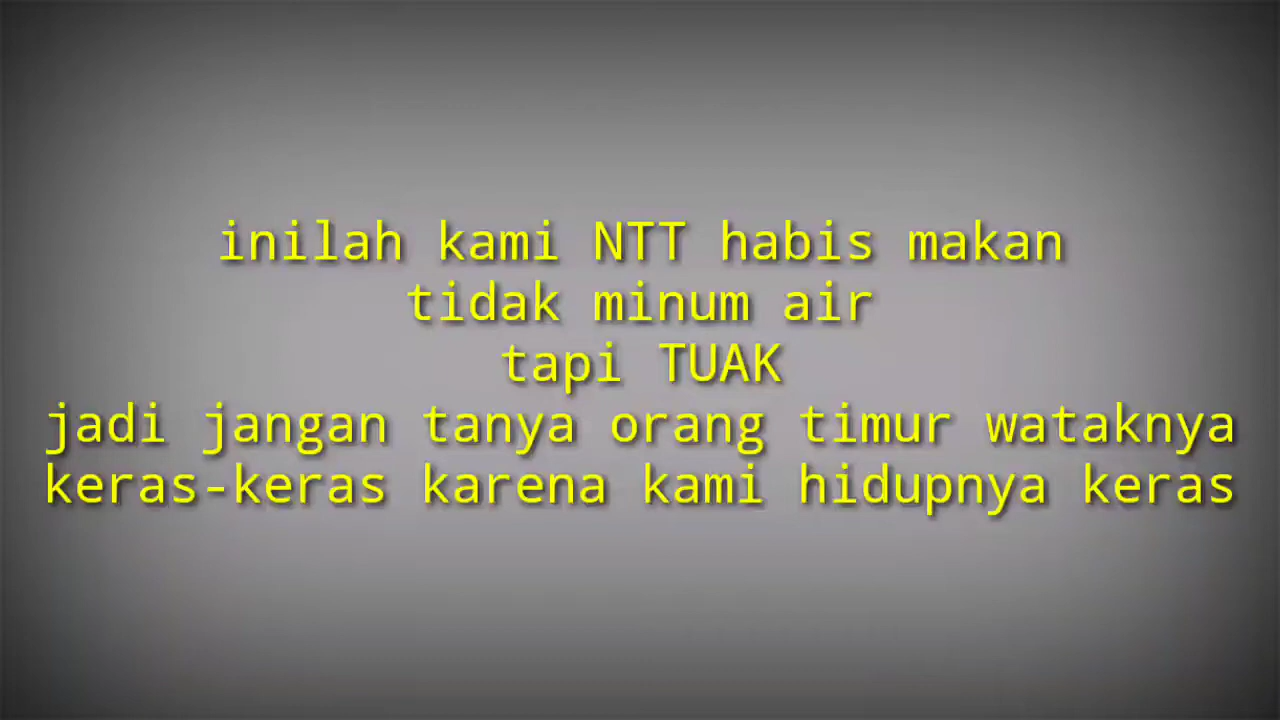 inilah kami NTT habis makan
tidak minum air
tapi TUAK
jadi jangan tanya orang timur wataknya
keras-keras karena kami hidupnya keras